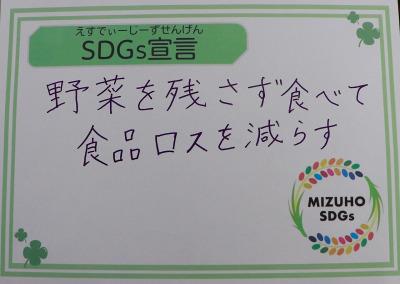 えすでぃーじーずせんげん
SDGs宣言
野菜を残さず食べて
食品ロスを減らす
MIZUHO
SDGs